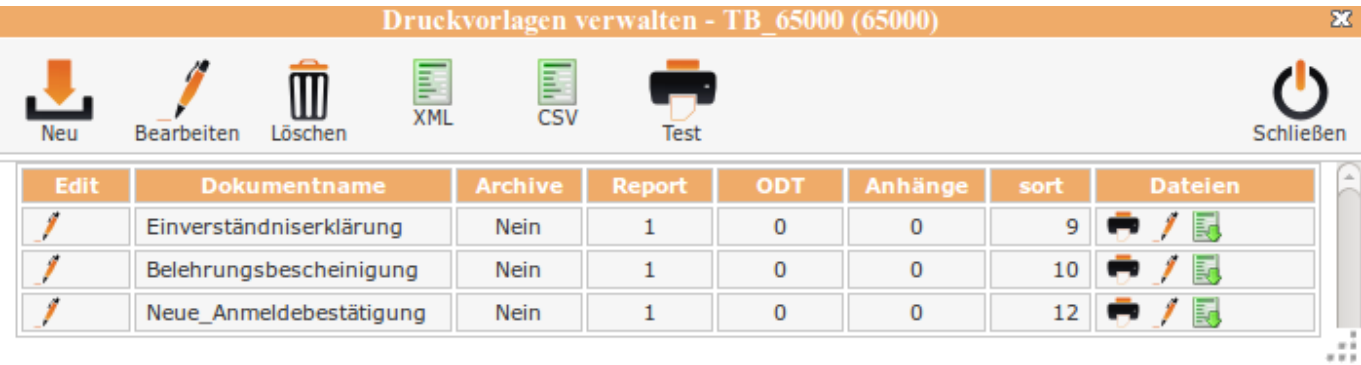 Druckvorlagen verwalten - TB_65000 (65000)
Neu Bearbeiten Löschen XML CSV Test Schließen
Edit Dokumentname Archive Report ODT Anhänge sort Dateien
Einverständniserklärung Nein 1 0 0 9
Belehrungsbescheinigung Nein 1 0 0 10
Neue_Anmeldebestätigung Nein 1 0 0 12